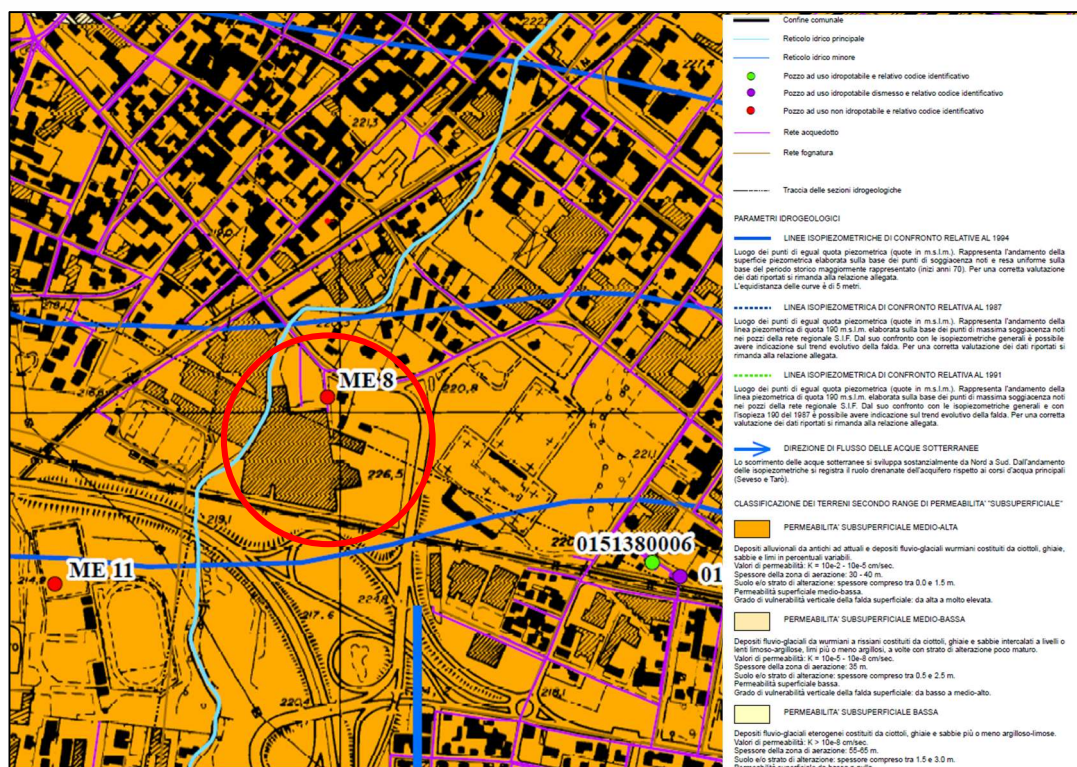 222,
227,4
221,3
219,0
ME 8
220,8
216,8
226,5
221,1
219,1
220
0151380006
01
214,9
ME 11
224,8
217,6
220,4
218,1
Confine comunale
Reticolo idrico principale
Reticolo idrico minore
Pozzo ad uso idropotabile e relativo codice identificativo
Pozzo ad uso idropotabile dismesso e relativo codice identificativo
Pozzo ad uso non idropotabile e relativo codice identificativo
Rete acquedotto
Rete fognatura
Traccia delle sezioni idrogeologiche
PARAMETRI IDROGEOLOGICI
LINEE ISOPIEZOMETRICHE DI CONFRONTO RELATIVE AL 1994
Luogo dei punti di egual quota piezometrica (quote in m.s.l.m.). Rappresenta l'andamento della
superficie piezometrica elaborata sulla base dei punti di soggiacenza noti e resa uniforme sulla
base del periodo storico maggiormente rappresentato (inizi anni 70). Per una corretta valutazione
dei dati riportati si rimanda alla relazione allegata.
L'equidistanza delle curve è di 5 metri.
LINEA ISOPIEZOMETRICA DI CONFRONTO RELATIVA AL 1987
Luogo dei punti di egual quota piezometrica (quote in m.s.l.m.). Rappresenta l'andamento della
linea piezometrica di quota 190 m.s.l.m. elaborata sulla base dei punti di massima soggiacenza noti
nei pozzi della rete regionale S.I.F. Dal suo confronto con le isopiezometriche generali è possibile
avere indicazione sul trend evolutivo della falda. Per una corretta valutazione dei dati riportati si
rimanda alla relazione allegata.
LINEA ISOPIEZOMETRICA DI CONFRONTO RELATIVA AL 1991
Luogo dei punti di egual quota piezometrica (quote in m.s.l.m.). Rappresenta l'andamento della
linea piezometrica di quota 190 m.s.l.m. elaborata sulla base dei punti di massima soggiacenza noti
nei pozzi della rete regionale S.I.F. Dal suo confronto con le isopiezometriche generali e con
l'isopieza 190 del 1987 è possibile avere indicazione sul trend evolutivo della falda. Per una corretta
valutazione dei dati riportati si rimanda alla relazione allegata.
DIREZIONE DI FLUSSO DELLE ACQUE SOTTERRANEE
Lo scorrimento delle acque sotterranee si sviluppa sostanzialmente da Nord a Sud. Dall'andamento
delle isopiezometriche si registra il ruolo drenante dell'acquifero rispetto ai corsi d'acqua principali
(Seveso e Tarò).
CLASSIFICAZIONE DEI TERRENI SECONDO RANGE DI PERMEABILITA' "SUBSUPERFICIALE"
PERMEABILITA' SUBSUPERFICIALE MEDIO-ALTA
Depositi alluvionali da antichi ad attuali e depositi fluvio-glaciali wurmiani costituiti da ciottoli, ghiaie,
sabbie e limi in percentuali variabili.
Valori di permeabilità: K = 10e-2 - 10e-5 cm/sec.
Spessore della zona di aerazione: 30 - 40 m.
Suolo e/o strato di alterazione: spessore compreso tra 0.0 e 1.5 m.
Permeabilità superficiale medio-bassa.
Grado di vulnerabilità verticale della falda superficiale: da alta a molto elevata.
PERMEABILITA' SUBSUPERFICIALE MEDIO-BASSA
Depositi fluvio-glaciali da wurmiani a rissiani costituiti da ciottoli, ghiaie e sabbie intercalati a livelli o
lenti limoso-argillose, limi più o meno argillosi, a volte con strato di alterazione poco maturo.
Valori di permeabilità: K = 10e-5 - 10e-8 cm/sec.
Spessore della zona di aerazione: 35 m.
Suolo e/o strato di alterazione: spessore compreso tra 0.5 e 2.5 m.
Permeabilità superficiale bassa.
Grado di vulnerabilità verticale della falda superficiale: da basso a medio-alto.
PERMEABILITA' SUBSUPERFICIALE BASSA
Depositi fluvio-glaciali eterogenei costituiti da ciottoli, ghiaie e sabbie più o meno argilloso-limose.
Valori di permeabilità: K > 10e-8 cm/sec.
Spessore della zona di aerazione: 55-65 m.
Suolo e/o strato di alterazione: spessore compreso tra 1.5 e 3.0 m.